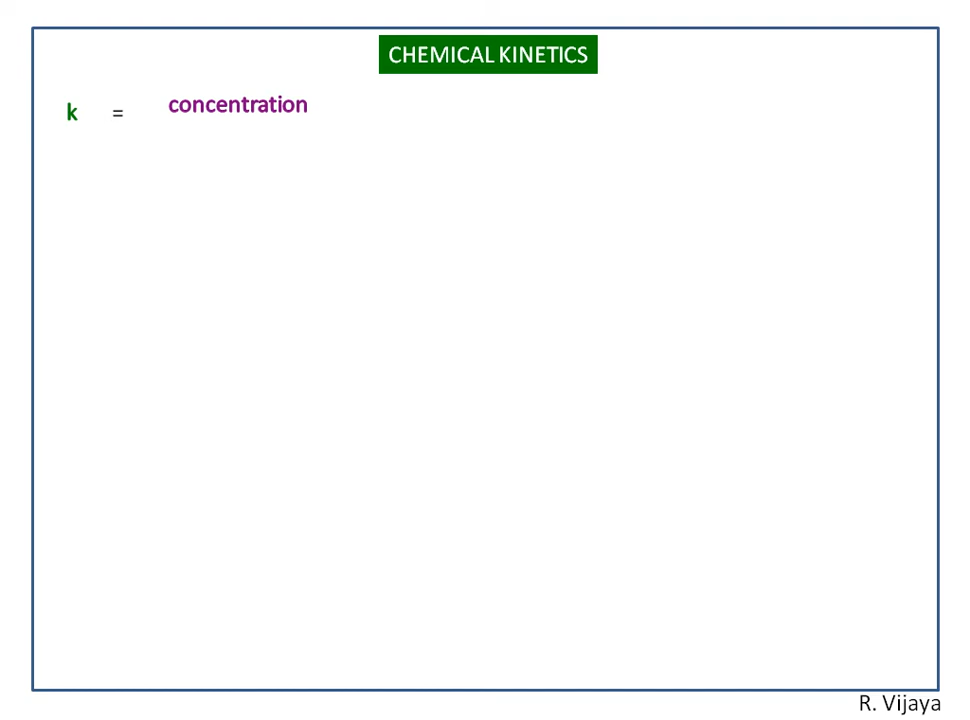 CHEMICAL KINETICS
k = concentration
R. Vijaya